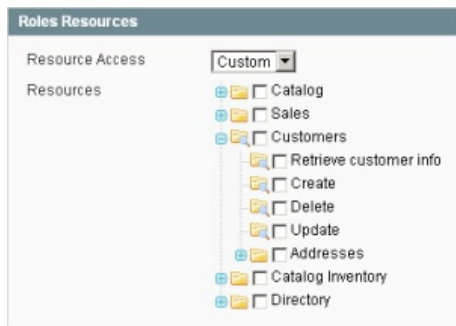 Roles Resources
Resource Access Custom
Resources Catalog
Sales
Customers
Retrieve customer info
Create
Delete
Update
Addresses
Catalog Inventory
Directory